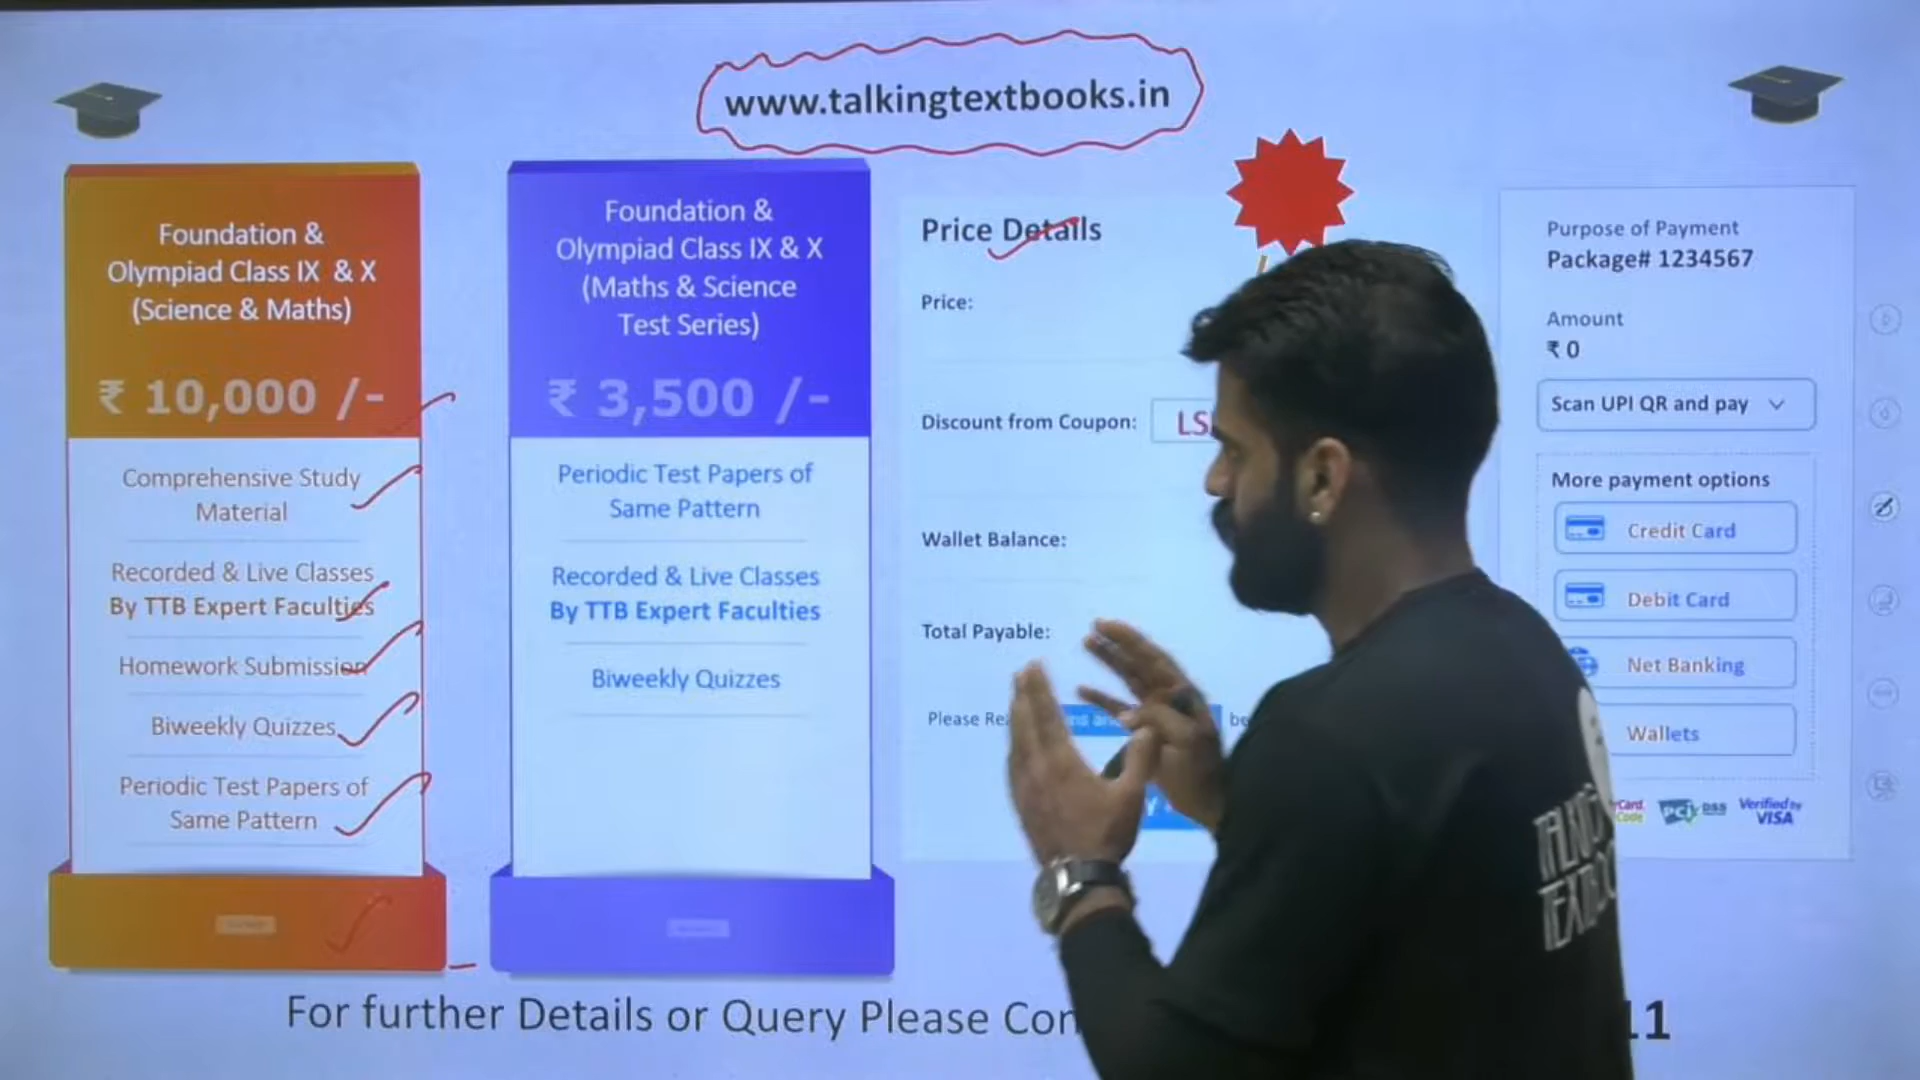 www.talkingtextbooks.in
Foundation &
Olympiad Class IX & X
(Science & Maths)
₹ 10,000 /-
Comprehensive Study
Material
Recorded & Live Classes
By TTB Expert Faculties
Homework Submission
Biweekly Quizzes
Periodic Test Papers of
Same Pattern
Foundation &
Olympiad Class IX & X
(Maths & Science
Test Series)
₹ 3,500 /-
Periodic Test Papers of
Same Pattern
Recorded & Live Classes
By TTB Expert Faculties
Biweekly Quizzes
Price Details
Price:
Discount from Coupon:
Wallet Balance:
Total Payable:
Please
Purpose of Payment
Package# 1234567
Amount
₹ 0
Scan UPI QR and pay
More payment options
Credit Card
Debit Card
Net Banking
Wallets
PCI DSS
Verified by
VISA
For further Details or Query Please
11